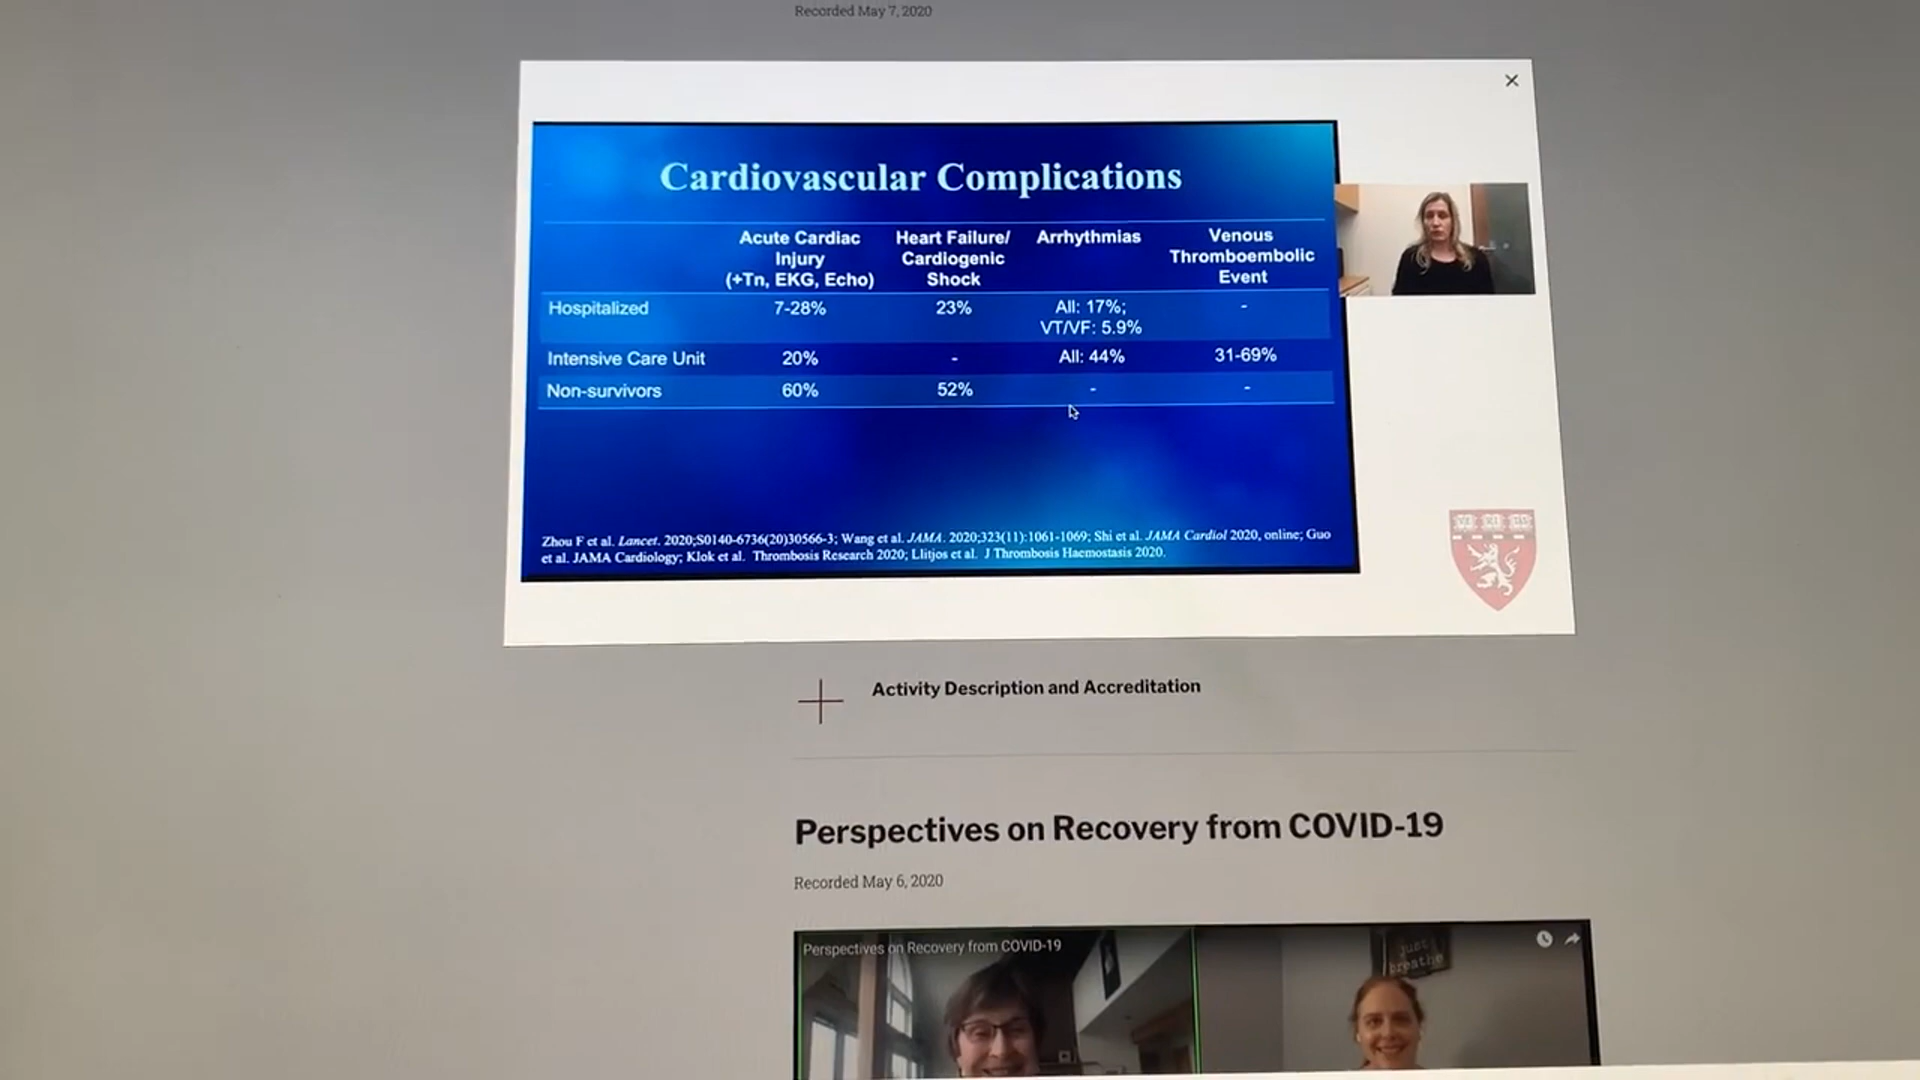 Recorded May 7, 2020
Cardiovascular Complications
Acute Cardiac Injury (+Tn, EKG, Echo)
Heart Failure/ Cardiogenic Shock
Arrhythmias
Venous Thromboembolic Event
Hospitalized 7-28% 23% All: 17%; VT/VF: 5.9% -
Intensive Care Unit 20% - All: 44% 31-69%
Non-survivors 60% 52% - -
Zhou F et al. Lancet. 2020;S0140-6736(20)30566-3; Wang et al. JAMA. 2020;323(11):1061-1069; Shi et al. JAMA Cardiol 2020, online; Guo
et al. JAMA Cardiology; Klok et al. Thrombosis Research 2020; Llitjos et al. J Thrombosis Haemostasis 2020.
Activity Description and Accreditation
Perspectives on Recovery from COVID-19
Recorded May 6, 2020
Perspectives on Recovery from COVID-19
just
breathe